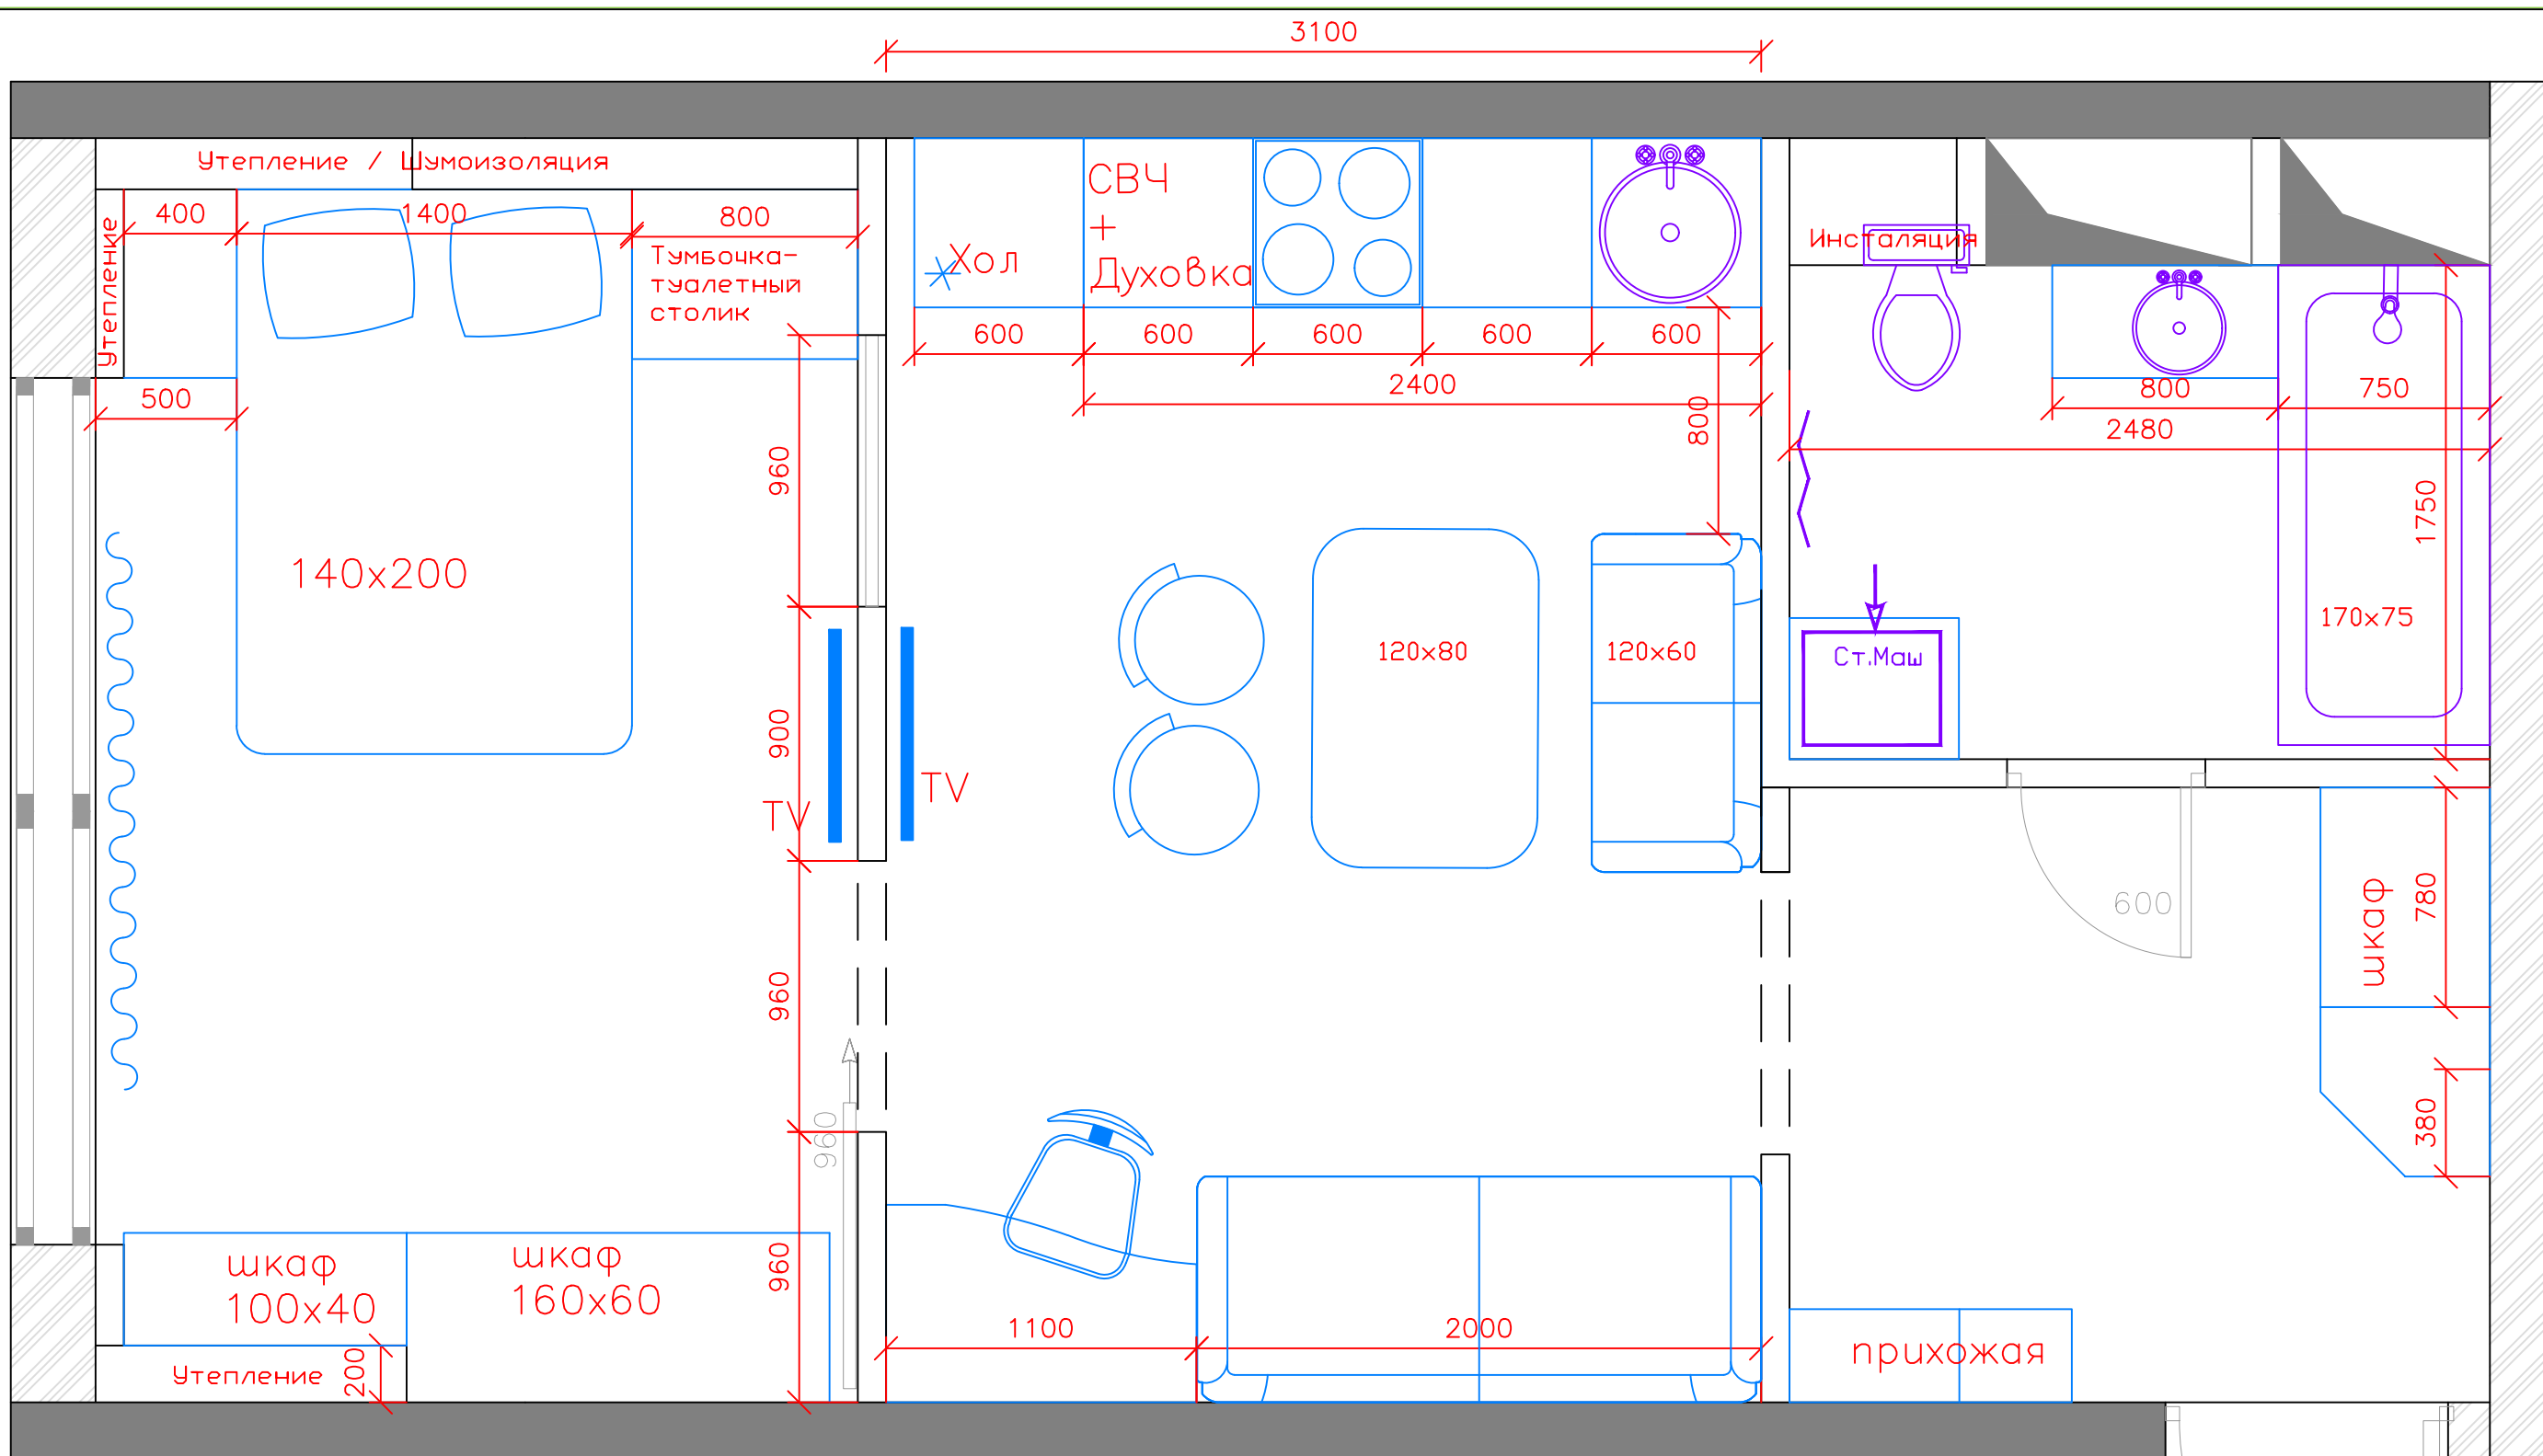 3100
Утепление / Шумоизоляция
Утепление
400
1400
800
Тумбочка-
туалетный
столик
500
140x200
960
900
960
960
960
TV
TV
шкаф
100x40
шкаф
160x60
Утепление
200
Хол
СВЧ
+
Духовка
600
600
600
600
600
2400
800
120x80
120x60
1100
2000
Инсталяция
800
750
2480
1750
170x75
Ст.Маш
600
шкаф
780
380
прихожая